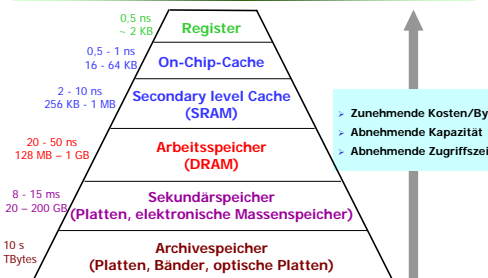 0,5 ns
~ 2 KB
Register
0,5 - 1 ns
16 - 64 KB
On-Chip-Cache
2 - 10 ns
256 KB - 1 MB
Secondary level Cache
(SRAM)
20 - 50 ns
128 MB – 1 GB
Arbeitsspeicher
(DRAM)
8 - 15 ms
20 – 200 GB
Sekundärspeicher
(Platten, elektronische Massenspeicher)
10 s
TBytes
Archivespeicher
(Platten, Bänder, optische Platten)
➢ Zunehmende Kosten/By
➢ Abnehmende Kapazität
➢ Abnehmende Zugriffszei